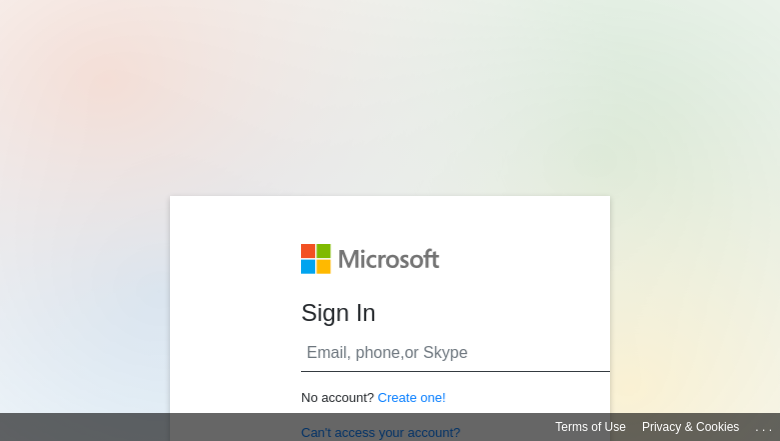 Microsoft
Sign In
Email, phone,or Skype
No account? Create one!
Can't access your account?
Terms of Use Privacy & Cookies ...